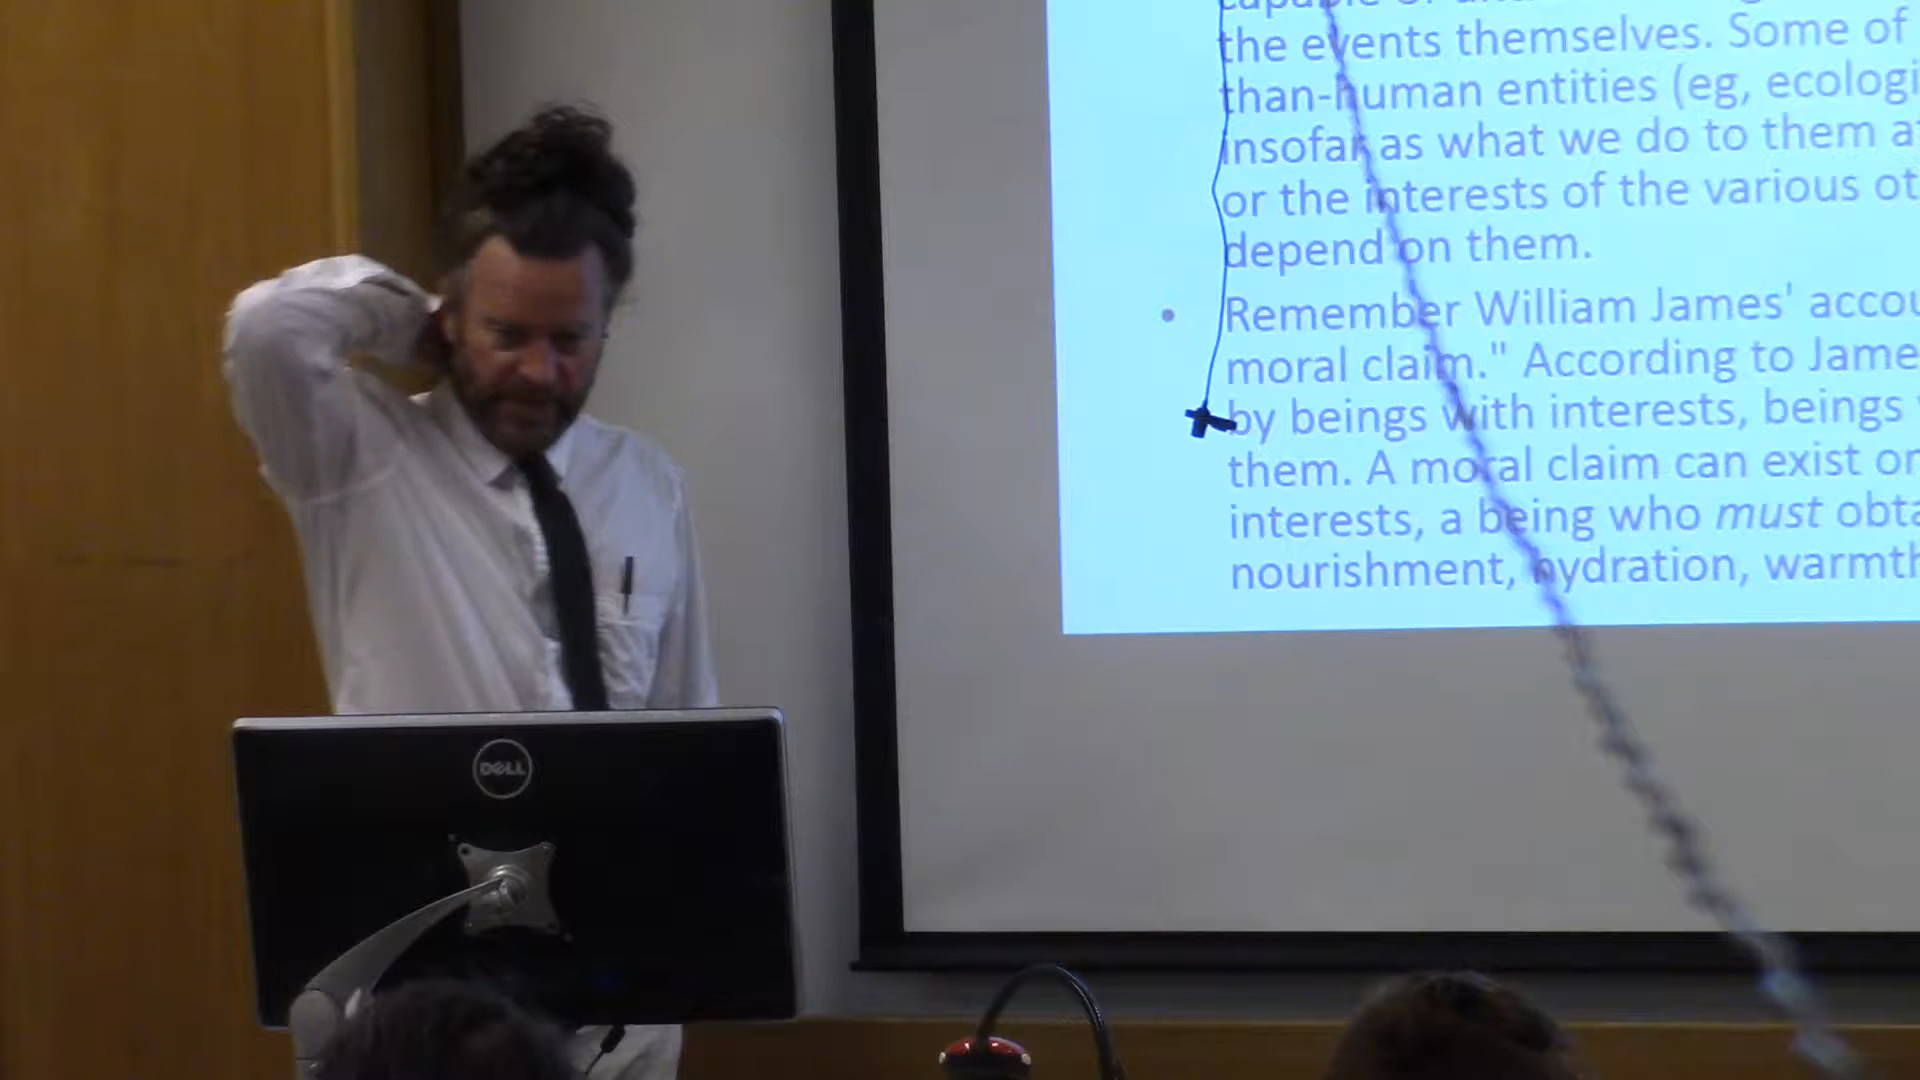 the events themselves. Some of
than-human entities (eg, ecologi
insofar as what we do to them a
or the interests of the various ot
depend on them.
• Remember William James' accou
moral claim." According to Jame
by beings with interests, beings
them. A moral claim can exist or
interests, a being who must obta
nourishment, hydration, warmth
DELL